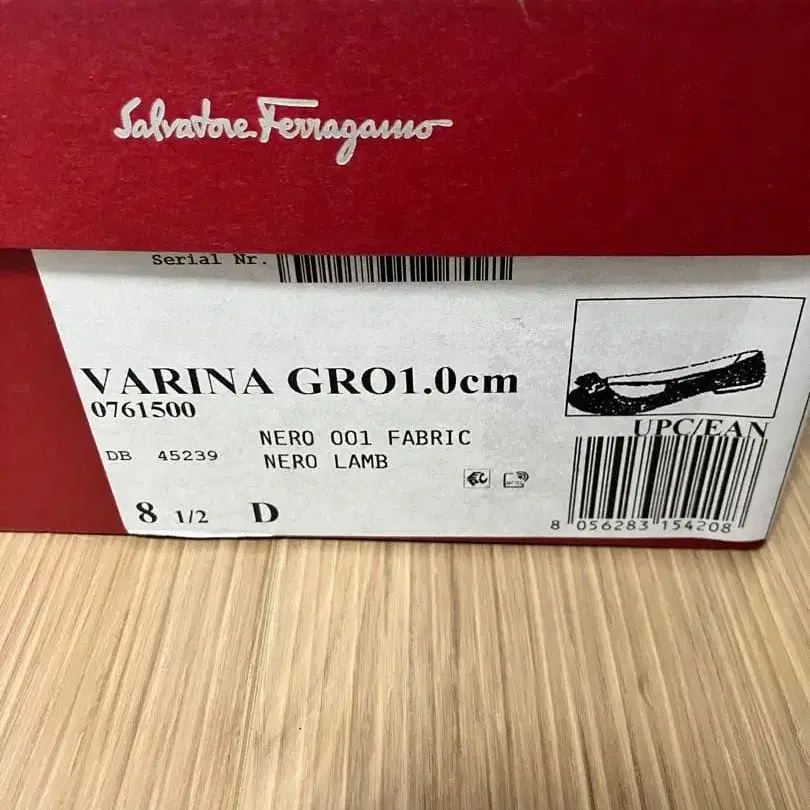 Salvatore Ferragamo
Serial Nr.
VARINA GRO1.0cm
0761500
NERO 001 FABRIC
DB 45239
NERO LAMB
UPC/EAN
8 1/2 D
8 056283 154208